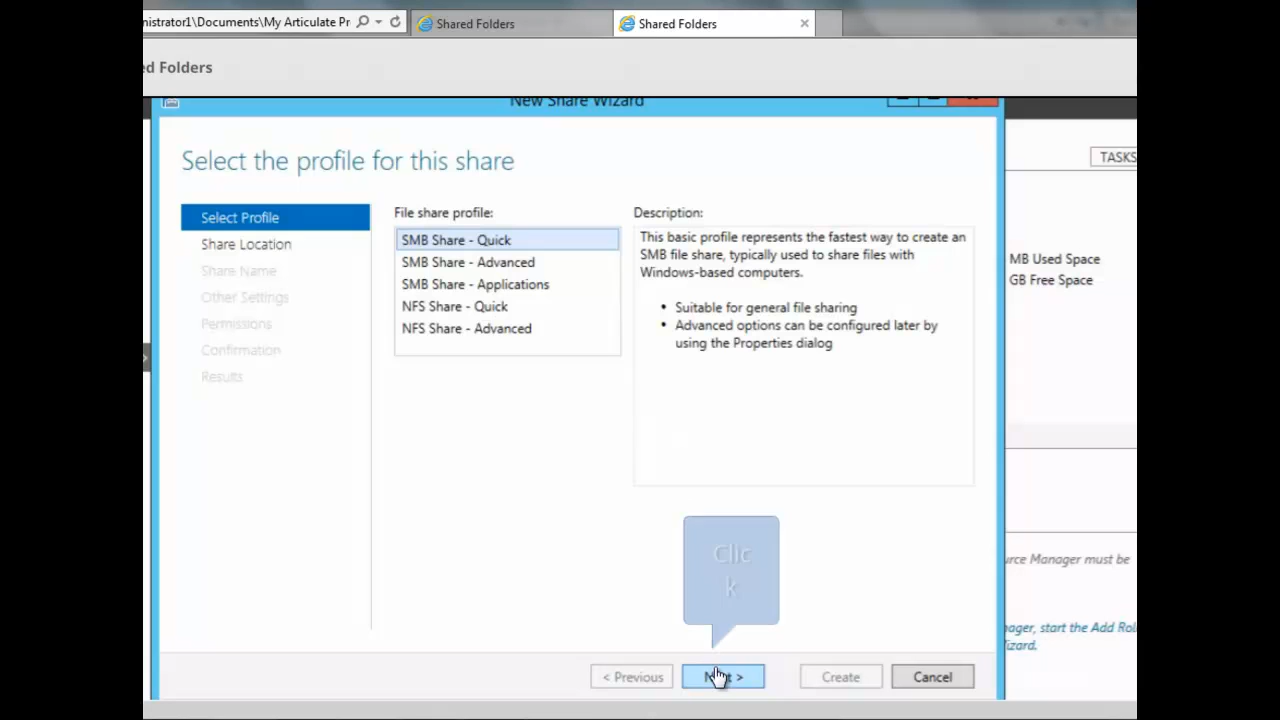 nistrator1\Documents\My Articulate Pr
Shared Folders
Shared Folders
ed Folders
New Share Wizard
Select the profile for this share
TASKS
Select Profile
Share Location
Share Name
Other Settings
Permissions
Confirmation
Results
File share profile:
SMB Share - Quick
SMB Share - Advanced
SMB Share - Applications
NFS Share - Quick
NFS Share - Advanced
Description:
This basic profile represents the fastest way to create an
SMB file share, typically used to share files with
Windows-based computers.
• Suitable for general file sharing
• Advanced options can be configured later by
using the Properties dialog
MB Used Space
GB Free Space
Clic
k
urce Manager must be
nager, start the Add Rol
izard.
< Previous
Next >
Create
Cancel